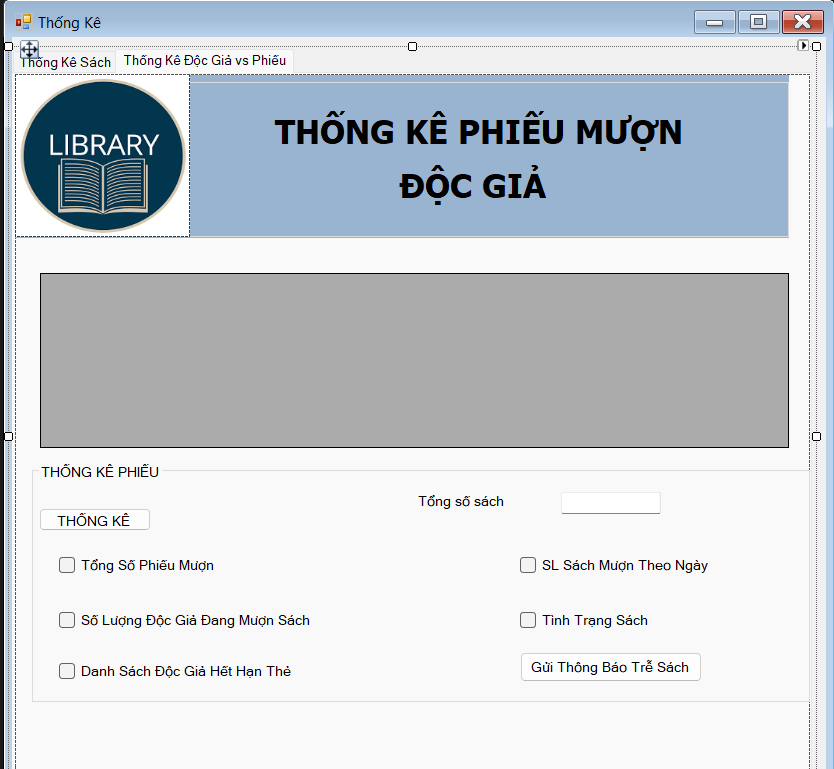 Thống Kê
Thống Kê Sách
Thống Kê Độc Giả vs Phiếu
LIBRARY
THỐNG KÊ PHIẾU MƯỢN
ĐỘC GIẢ
THỐNG KÊ PHIẾU
Tổng số sách
THỐNG KÊ
Tổng Số Phiếu Mượn
SL Sách Mượn Theo Ngày
Số Lượng Độc Giả Đang Mượn Sách
Tình Trạng Sách
Danh Sách Độc Giả Hết Hạn Thẻ
Gửi Thông Báo Trễ Sách